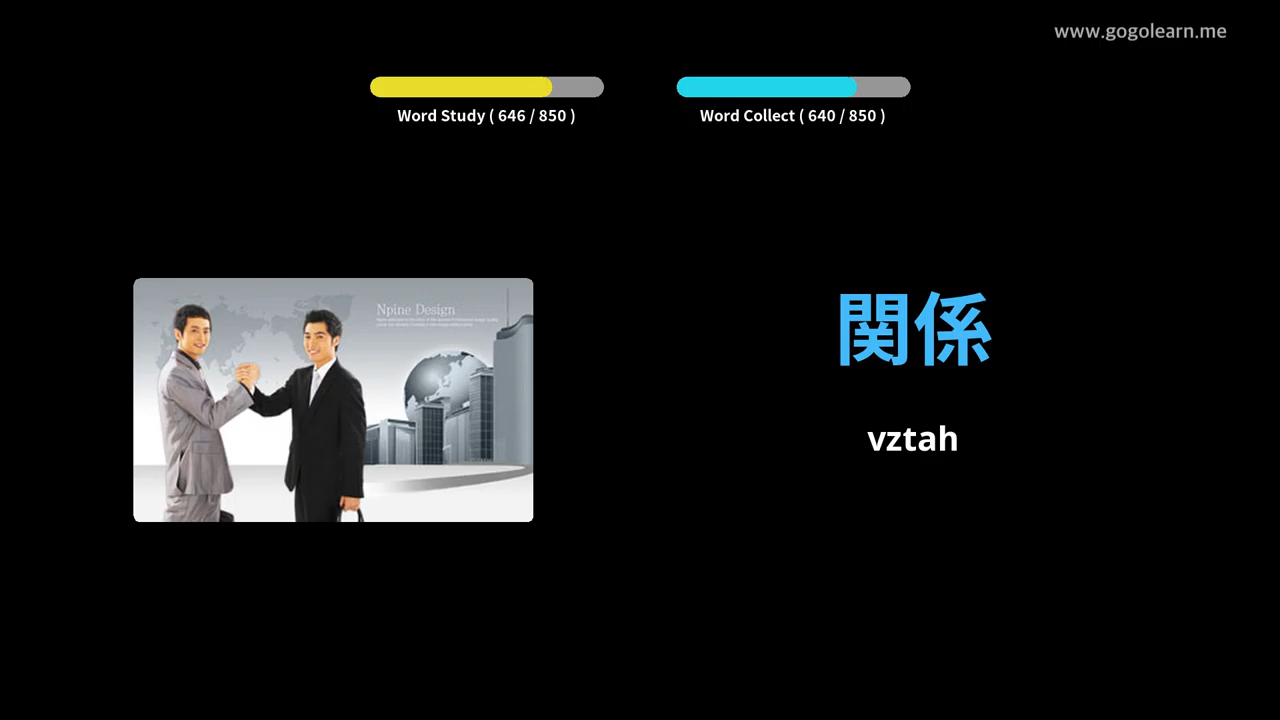 www.gogolearn.me
Word Study ( 646 / 850 )
Word Collect ( 640 / 850 )
Npine Design
関係
vztah